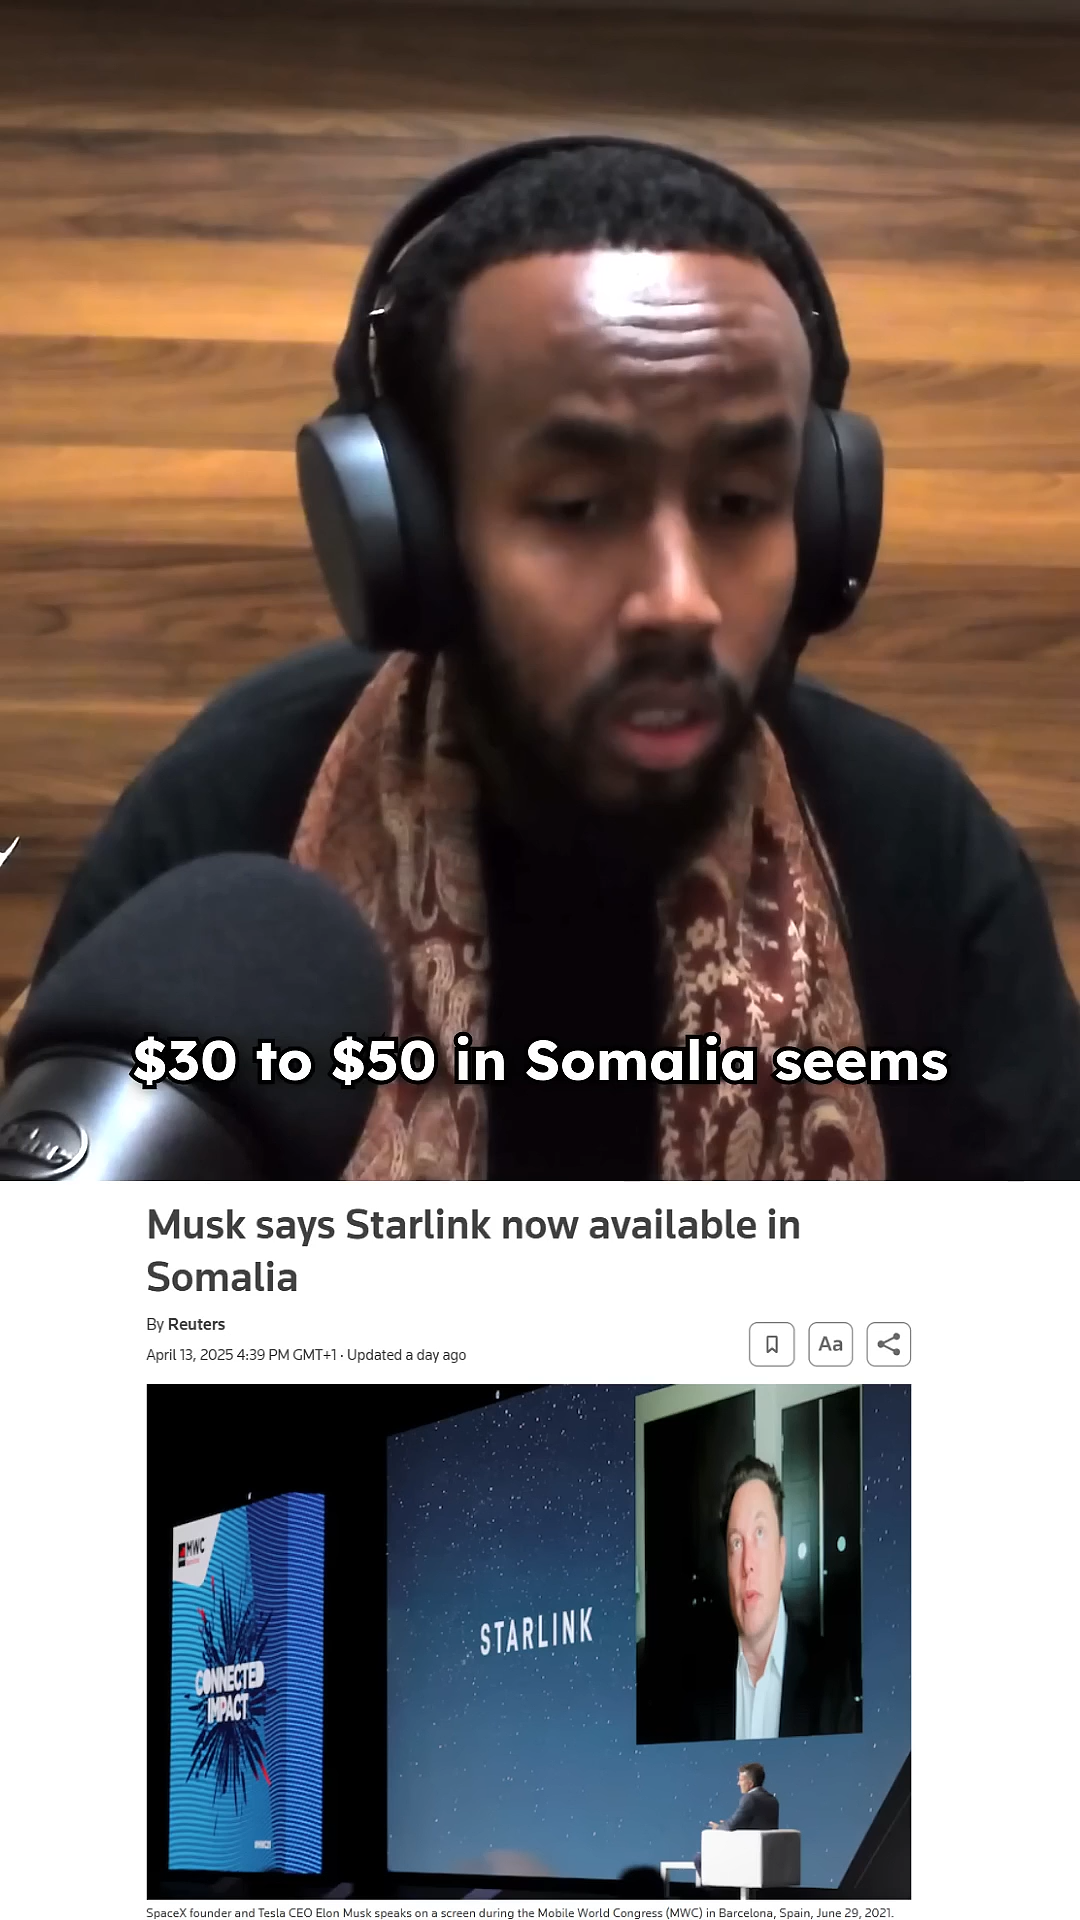 $30 to $50 in Somalia seems
Musk says Starlink now available in
Somalia
By Reuters
April 13, 2025 4:39 PM GMT+1 · Updated a day ago
Aa
MWC
STARLINK
CONNECTED
IMPACT
SpaceX founder and Tesla CEO Elon Musk speaks on a screen during the Mobile World Congress (MWC) in Barcelona, Spain, June 29, 2021.